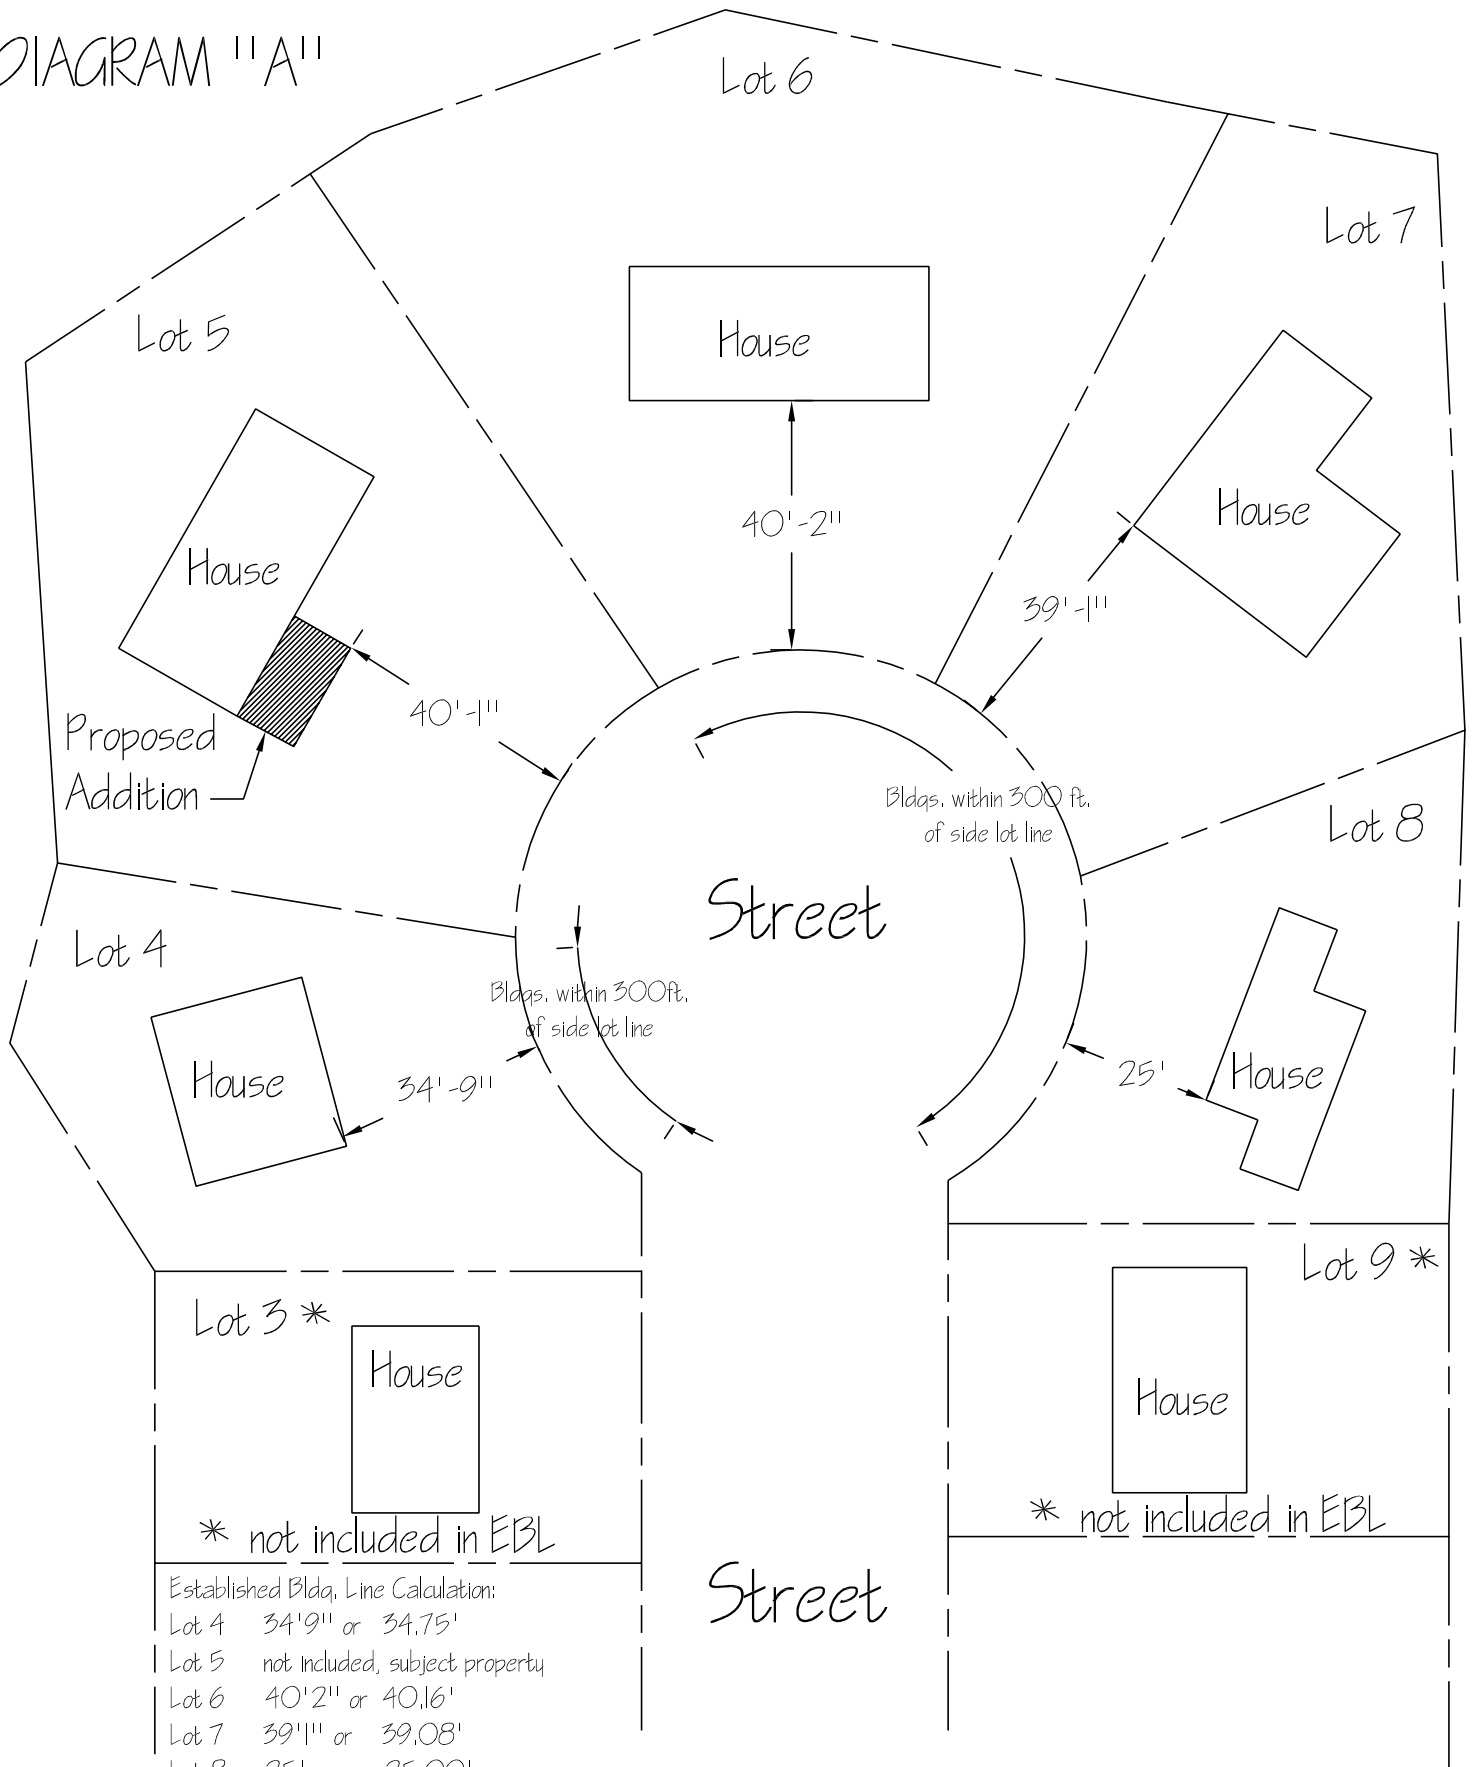 DIAGRAM "A"
Lot 6
Lot 7
Lot 5
House
House
House
40'-2"
39'-1"
House
40'-1"
Proposed
Addition
Bldgs. within 300 ft.
of side lot line
Lot 8
Street
Lot 4
Bldgs. within 300ft.
of side lot line
House
34'-9"
25'
House
Lot 9 *
Lot 3 *
House
House
* not included in EBL
* not included in EBL
Street
Established Bldg. Line Calculation:
Lot 4 34'9" or 34.75'
Lot 5 not included, subject property
Lot 6 40'2" or 40.16'
Lot 7 39'1" or 39.08'